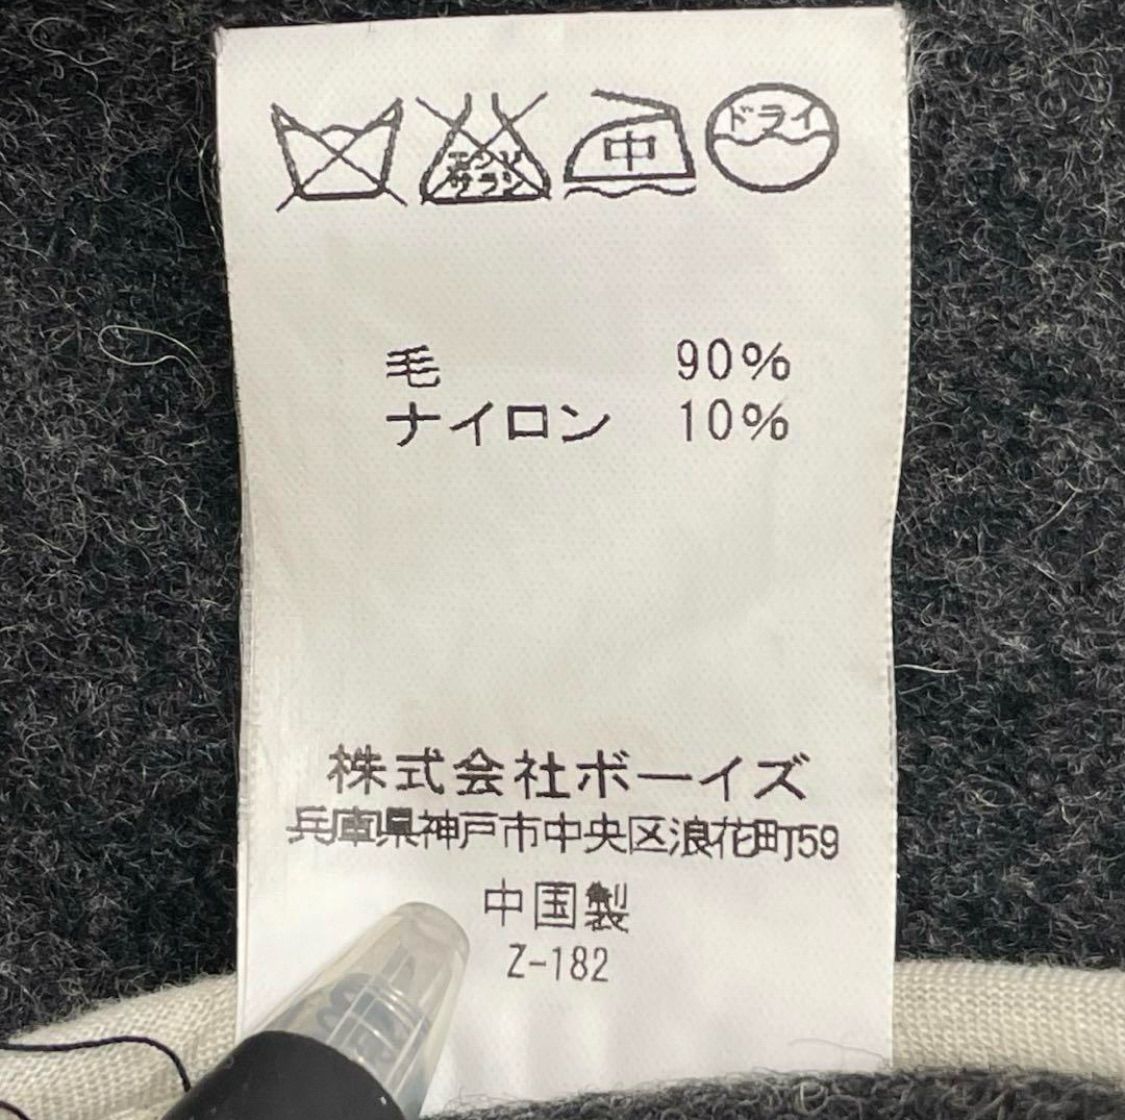 エンソ
サラシ
中
ドライ
毛 90%
ナイロン 10%
株式会社ボーイズ
兵庫県神戸市中央区浪花町59
中国製
Z-182